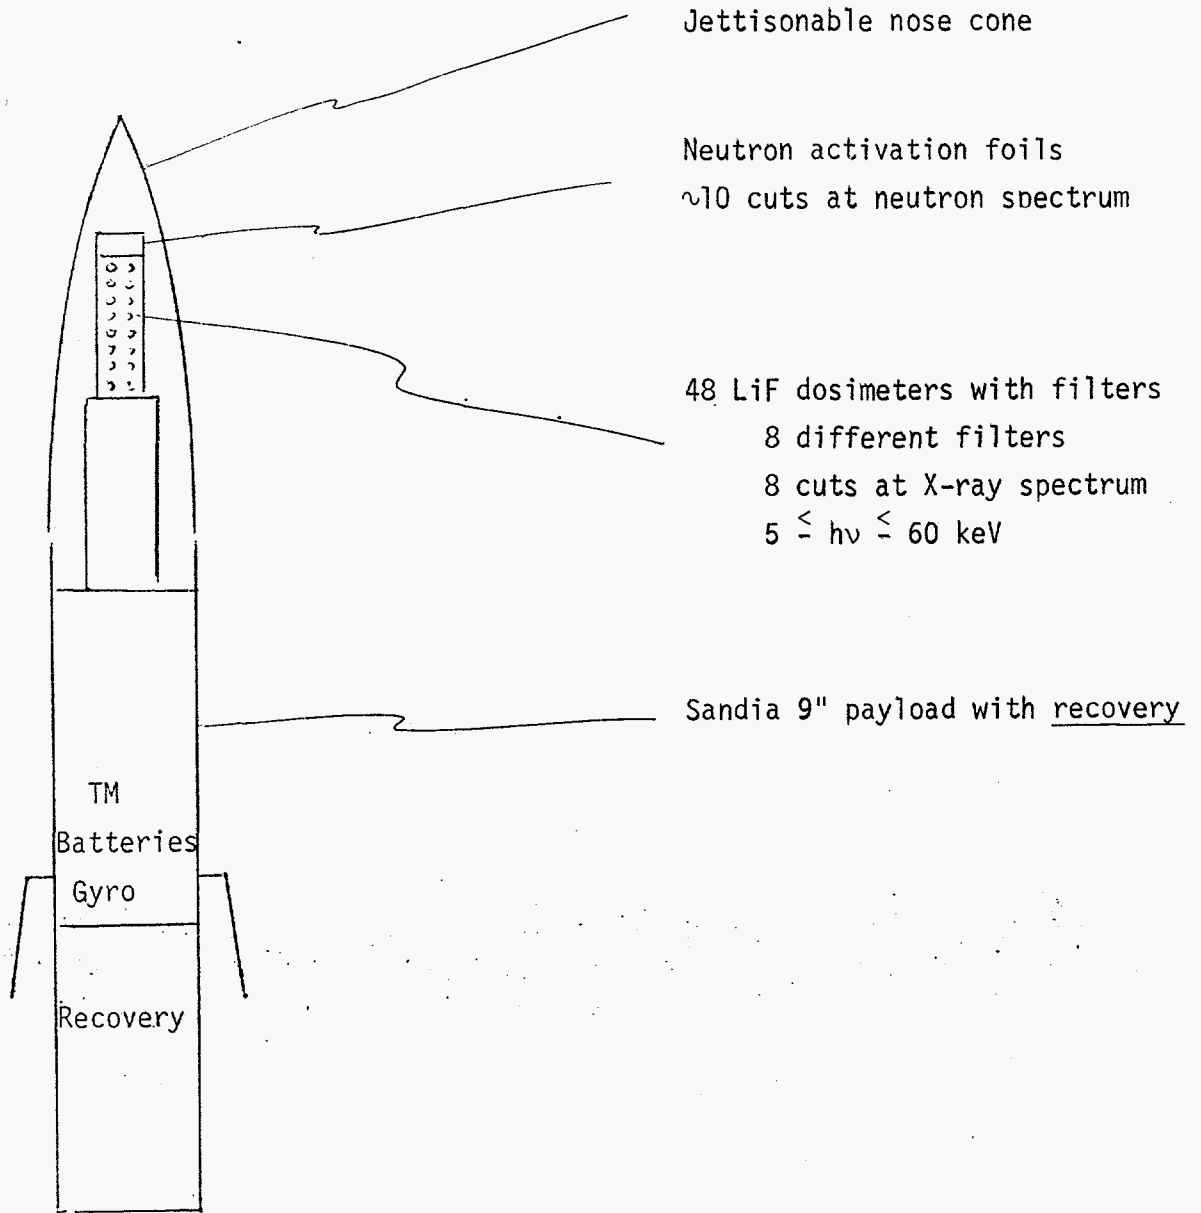 Jettisonable nose cone
Neutron activation foils
~10 cuts at neutron spectrum
48 LiF dosimeters with filters
8 different filters
8 cuts at X-ray spectrum
5 ≤ hν ≤ 60 keV
Sandia 9" payload with recovery
TM
Batteries
Gyro
Recovery